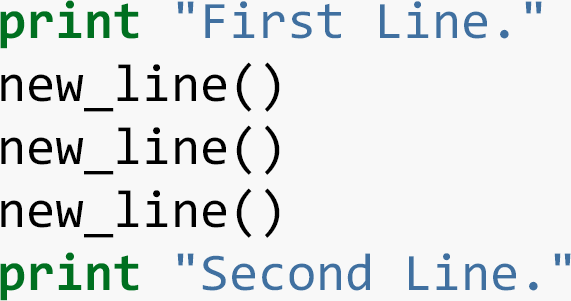 print "First Line."
new_line()
new_line()
new_line()
print "Second Line."